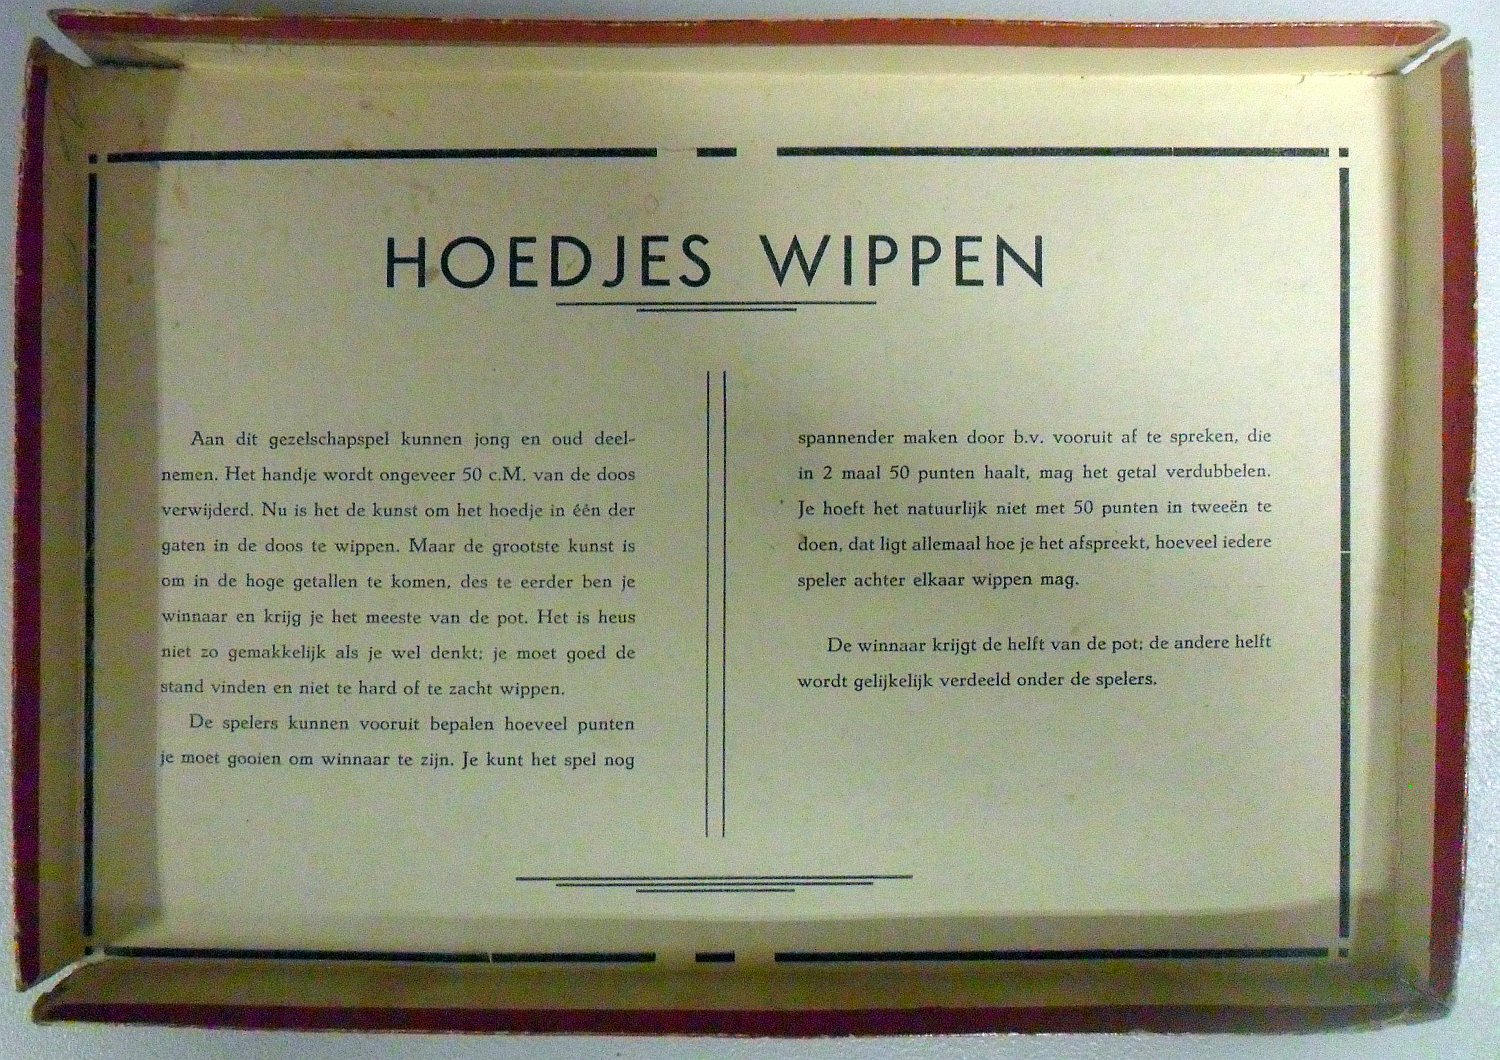 HOEDJES WIPPEN
Aan dit gezelschapspel kunnen jong en oud deel-
nemen. Het handje wordt ongeveer 50 c.M. van de doos
verwijderd. Nu is het de kunst om het hoedje in één der
gaten in de doos te wippen. Maar de grootste kunst is
om in de hoge getallen te komen, des te eerder ben je
winnaar en krijg je het meeste van de pot. Het is heus
niet zo gemakkelijk als je wel denkt; je moet goed de
stand vinden en niet te hard of te zacht wippen.
De spelers kunnen vooruit bepalen hoeveel punten
je moet gooien om winnaar te zijn. Je kunt het spel nog
spannender maken door b.v. vooruit af te spreken, die
in 2 maal 50 punten haalt, mag het getal verdubbelen.
Je hoeft het natuurlijk niet met 50 punten in tweeën te
doen, dat ligt allemaal hoe je het afspreekt, hoeveel iedere
speler achter elkaar wippen mag.
De winnaar krijgt de helft van de pot; de andere helft
wordt gelijkelijk verdeeld onder de spelers.